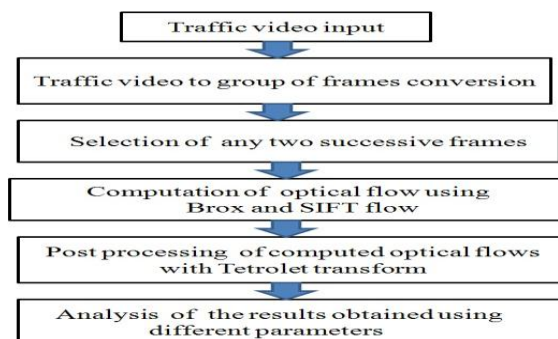 Traffic video input
Traffic video to group of frames conversion
Selection of any two successive frames
Computation of optical flow using
Brox and SIFT flow
Post processing of computed optical flows
with Tetrolet transform
Analysis of the results obtained using
different parameters